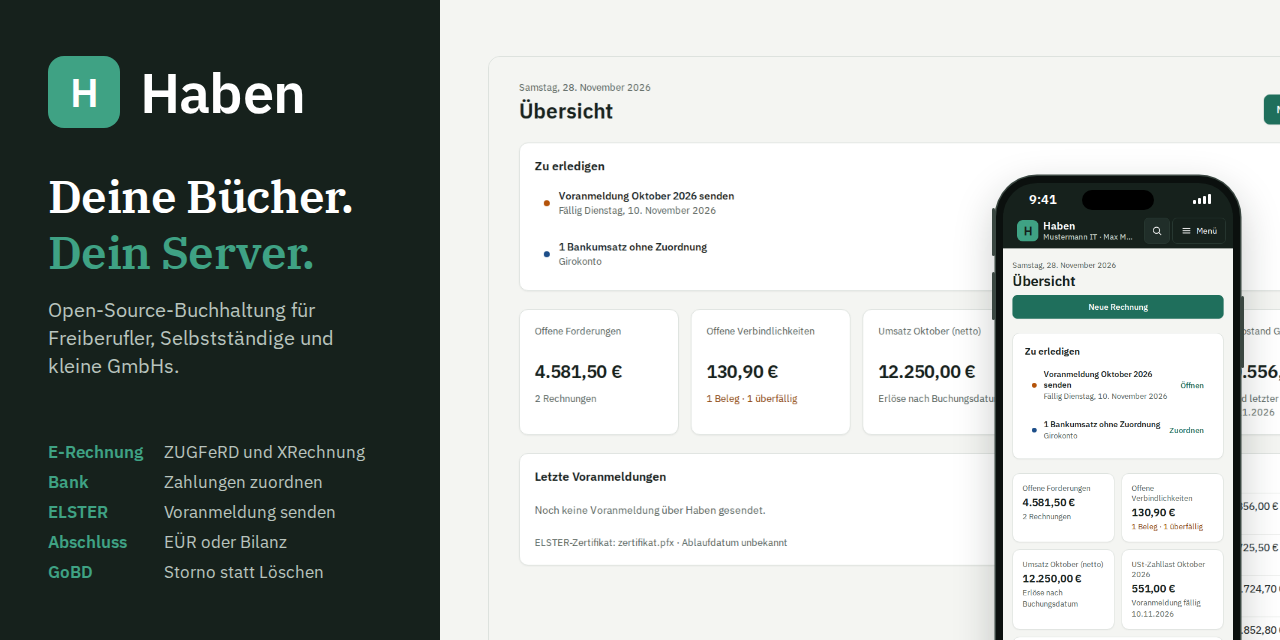 H
Haben
Deine Bücher.
Dein Server.
Open-Source-Buchhaltung für
Freiberufler, Selbstständige und
kleine GmbHs.
E-Rechnung ZUGFeRD und XRechnung
Bank Zahlungen zuordnen
ELSTER Voranmeldung senden
Abschluss EÜR oder Bilanz
GoBD Storno statt Löschen
Samstag, 28. November 2026
Übersicht
Zu erledigen
Voranmeldung Oktober 2026 senden
Fällig Dienstag, 10. November 2026
1 Bankumsatz ohne Zuordnung
Girokonto
Offene Forderungen
4.581,50 €
2 Rechnungen
Offene Verbindlichkeiten
130,90 €
1 Beleg · 1 überfällig
Umsatz Oktober (netto)
12.250,00 €
Erlöse nach Buchungsdatu
Letzte Voranmeldungen
Noch keine Voranmeldung über Haben gesendet.
ELSTER-Zertifikat: zertifikat.pfx · Ablaufdatum unbekannt
9:41
H
Haben
Mustermann IT · Max M...
Menü
Samstag, 28. November 2026
Übersicht
Neue Rechnung
Zu erledigen
Voranmeldung Oktober 2026
senden
Fällig Dienstag, 10. November 2026
Öffnen
1 Bankumsatz ohne Zuordnung
Girokonto
Zuordnen
Offene Forderungen
4.581,50 €
2 Rechnungen
Offene
Verbindlichkeiten
130,90 €
1 Beleg · 1 überfällig
Umsatz Oktober (netto)
12.250,00 €
Erlöse nach
Buchungsdatum
USt-Zahllast Oktober
2026
551,00 €
Voranmeldung fällig
10.11.2026